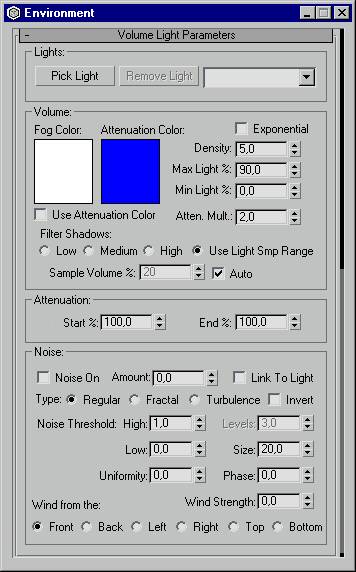 Environment
- Volume Light Parameters
Lights:
Pick Light Remove Light
Volume:
Fog Color: Attenuation Color: Exponential
Density: 5,0
Max Light %: 90,0
Min Light %: 0,0
Use Attenuation Color Atten. Mult.: 2,0
Filter Shadows:
Low Medium High Use Light Smp Range
Sample Volume %: 20 Auto
Attenuation:
Start %: 100,0 End %: 100,0
Noise:
Noise On Amount: 0,0 Link To Light
Type: Regular Fractal Turbulence Invert
Noise Threshold: High: 1,0 Levels: 3,0
Low: 0,0 Size: 20,0
Uniformity: 0,0 Phase: 0,0
Wind from the: Wind Strength: 0,0
Front Back Left Right Top Bottom